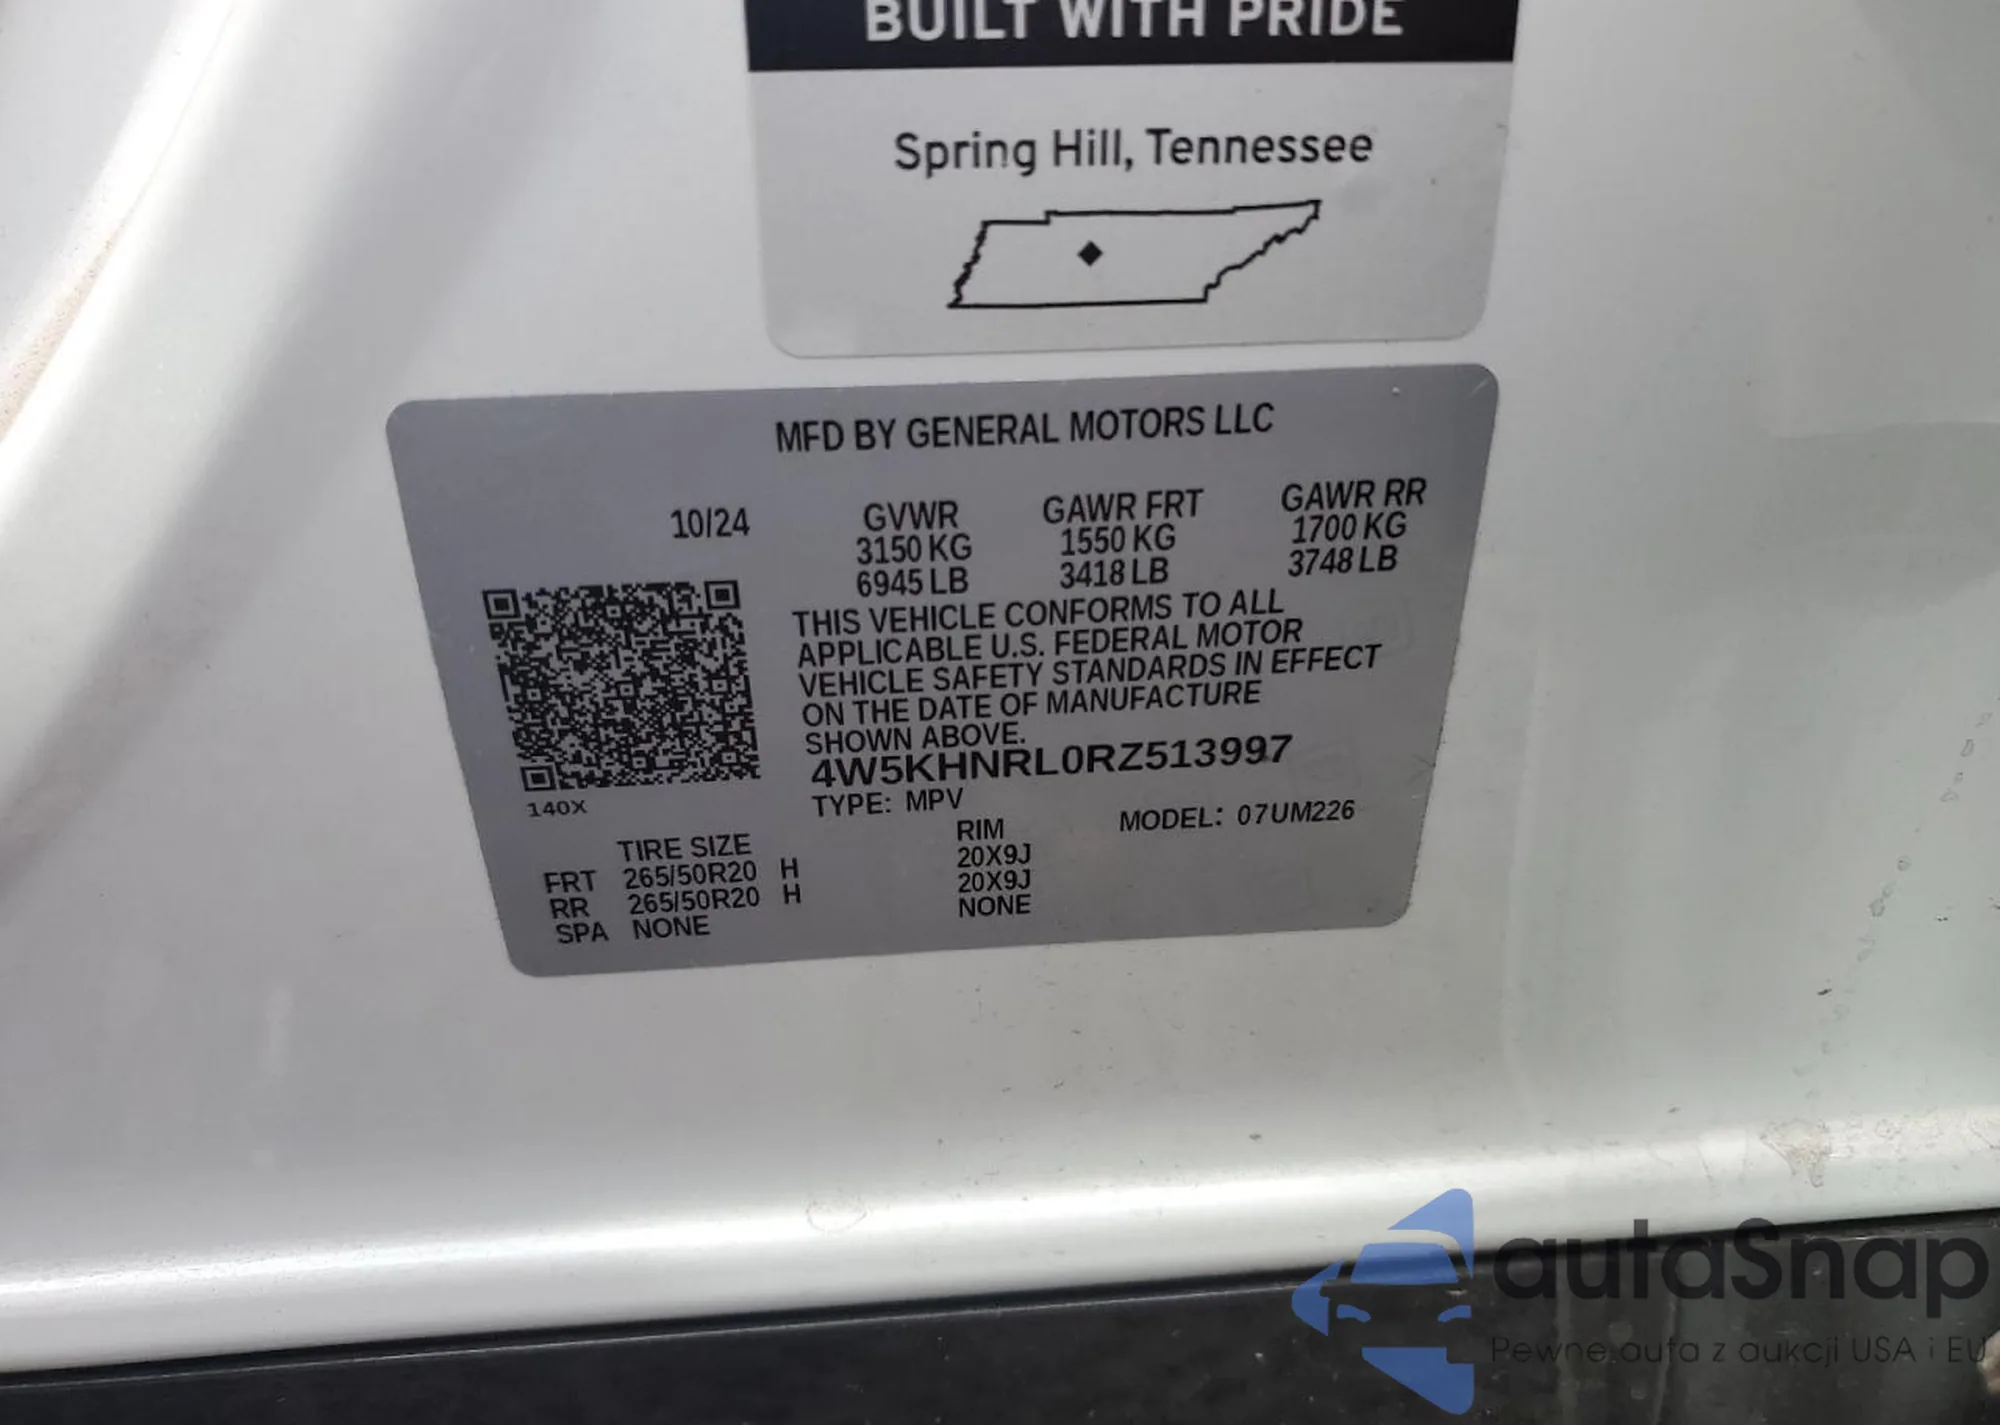 BUILT WITH PRIDE
Spring Hill, Tennessee
MFD BY GENERAL MOTORS LLC
10/24 GVWR GAWR FRT GAWR RR
3150 KG 1550 KG 1700 KG
6945 LB 3418 LB 3748 LB
THIS VEHICLE CONFORMS TO ALL
APPLICABLE U.S. FEDERAL MOTOR
VEHICLE SAFETY STANDARDS IN EFFECT
ON THE DATE OF MANUFACTURE
SHOWN ABOVE.
4W5KHNRL0RZ513997
140X
TYPE: MPV MODEL: 07UM226
TIRE SIZE RIM
FRT 265/50R20 H 20X9J
RR 265/50R20 H 20X9J
SPA NONE NONE
autaSnap
Pewne auta z aukcji USA i EU